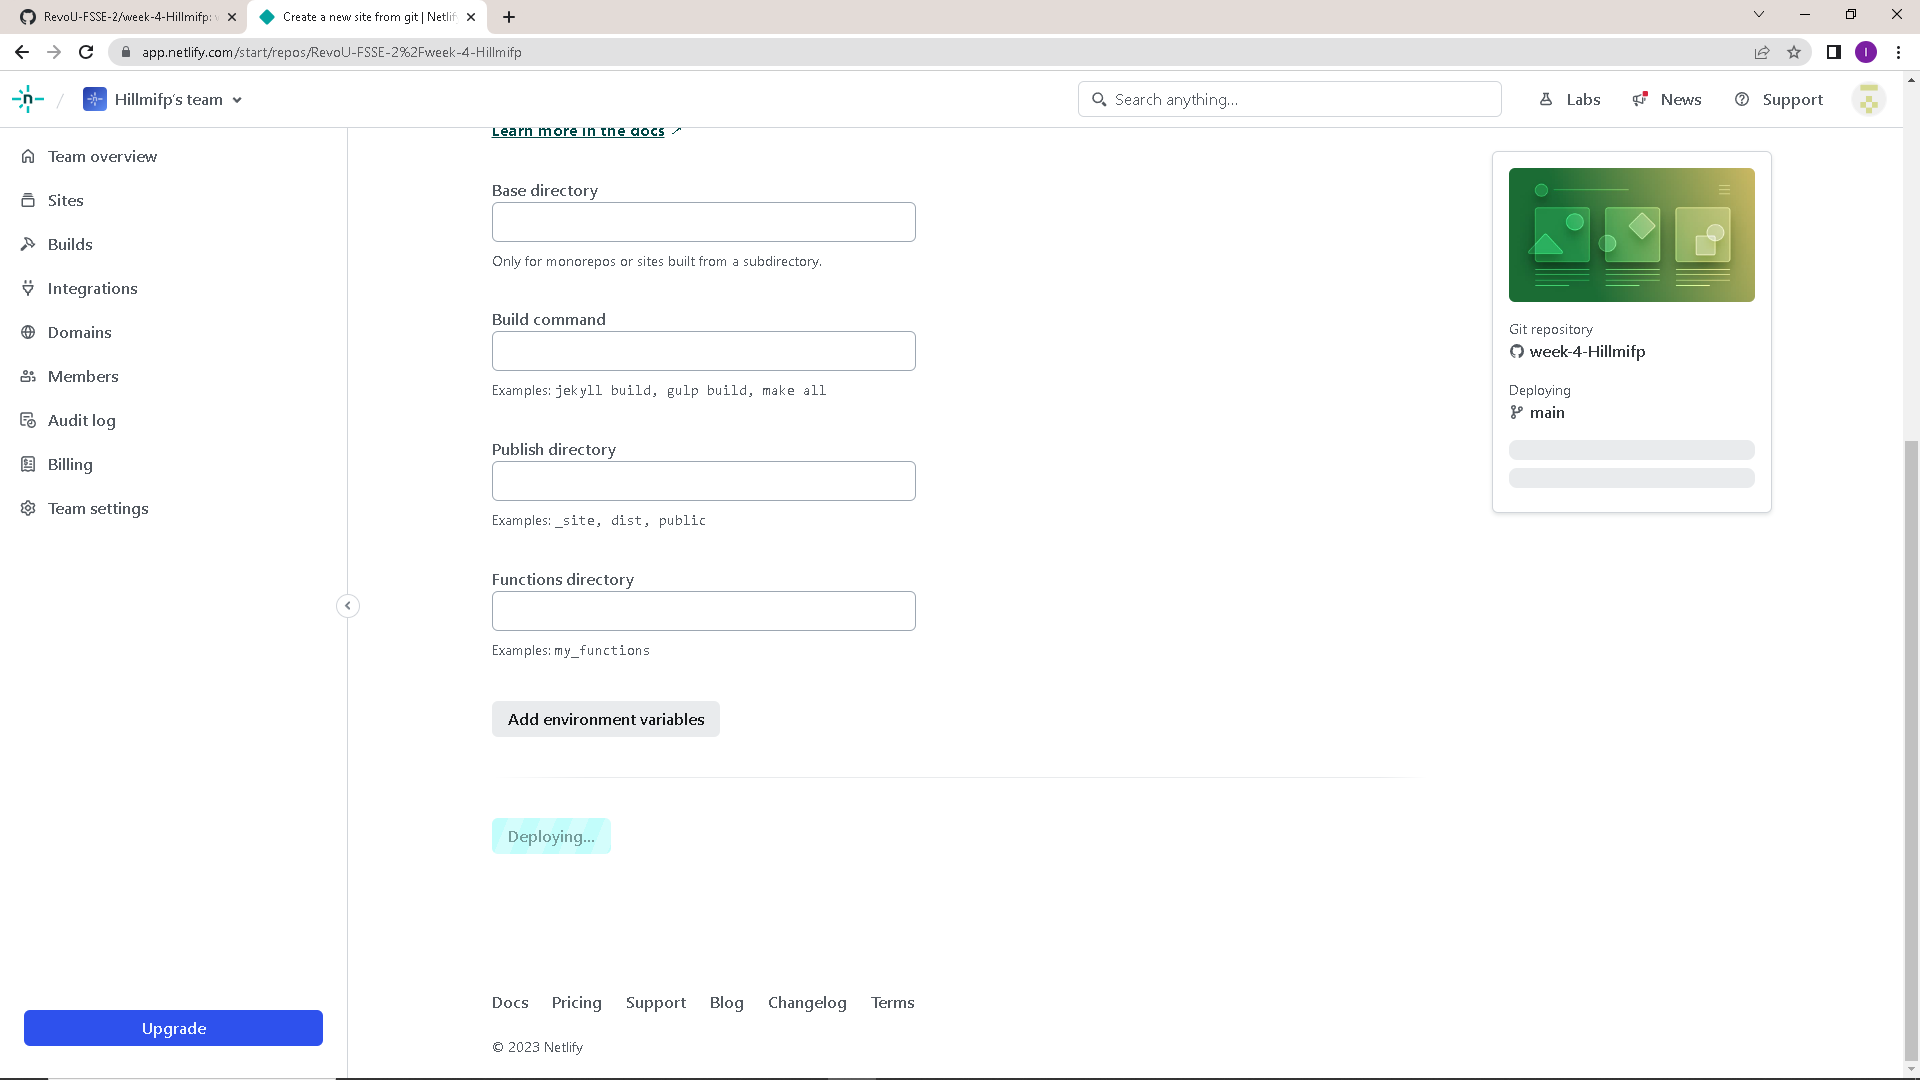 RevoU-FSSE-2/week-4-Hillmifp:
Create a new site from git | Netlify
app.netlify.com/start/repos/RevoU-FSSE-2%2Fweek-4-Hillmifp
I
n
/
Hillmifp's team
Search anything...
Labs
News
Support
Team overview
Sites
Builds
Integrations
Domains
Members
Audit log
Billing
Team settings
Upgrade
Learn more in the docs
Base directory
Only for monorepos or sites built from a subdirectory.
Build command
Examples: jekyll build, gulp build, make all
Publish directory
Examples: _site, dist, public
Functions directory
Examples: my_functions
Add environment variables
Deploying...
Git repository
week-4-Hillmifp
Deploying
main
Docs Pricing Support Blog Changelog Terms
© 2023 Netlify